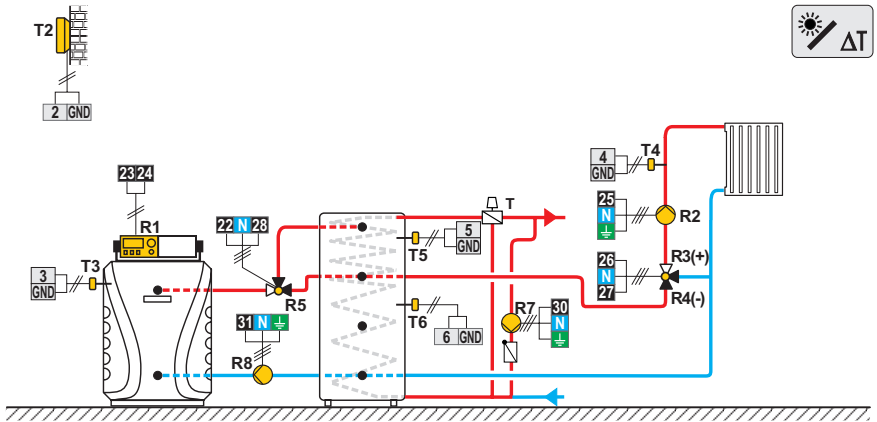 T2
2 GND
ΔT
23 24
R1
3
GND
T3
22 N 28
R5
31 N
R8
T5
5
GND
T6
6 GND
T
R7
30
N
4
GND
T4
25
N
R2
26
N
27
R3(+)
R4(-)